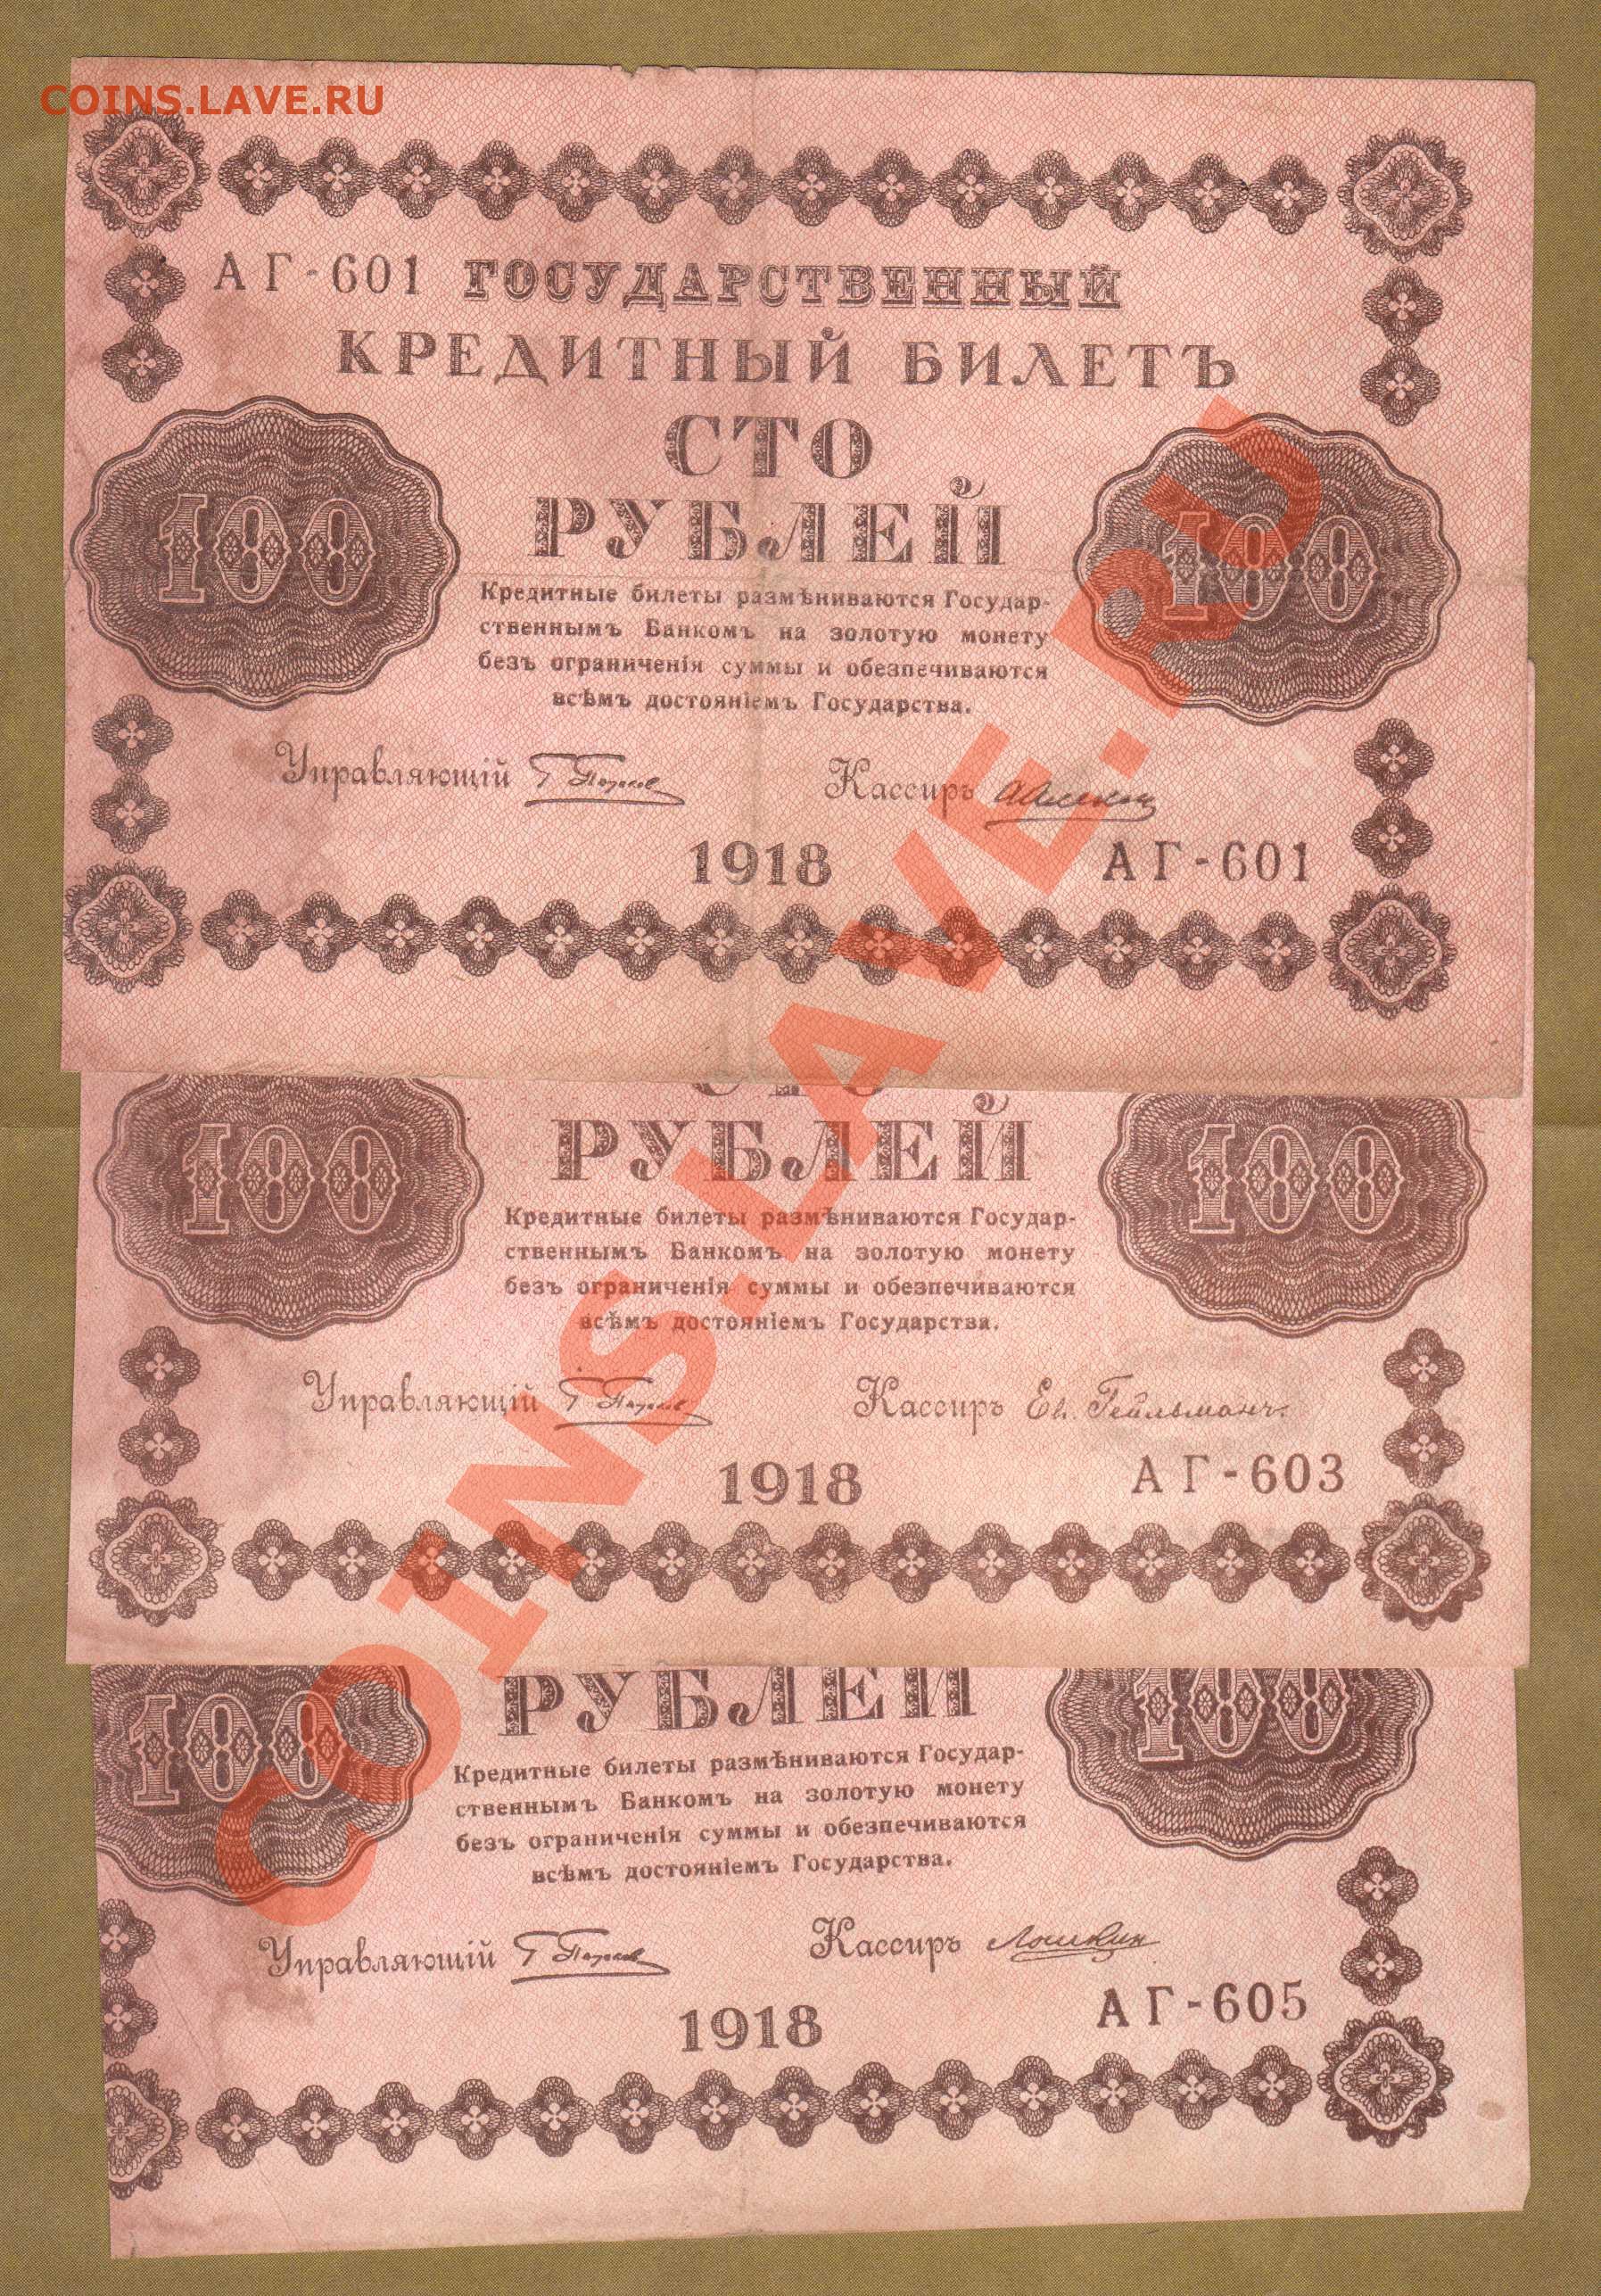 COINS.LAVE.RU
АГ-601 ГОСУДАРСТВЕННЫЙ
КРЕДИТНЫЙ БИЛЕТЪ
СТО
100 РУБЛЕЙ 100
Кредитные билеты размѣниваются Государ-
ственнымъ Банкомъ на золотую монету
безъ ограниченія суммы и обезпечиваются
всѣмъ достояніемъ Государства.
Управляющій Кассиръ
1918 АГ-601
СТО
100 РУБЛЕЙ 100
Кредитные билеты размѣниваются Государ-
ственнымъ Банкомъ на золотую монету
безъ ограниченія суммы и обезпечиваются
всѣмъ достояніемъ Государства.
Управляющій Кассиръ Ев. Гейльманъ.
1918 АГ-603
100 РУБЛЕЙ 100
Кредитные билеты размѣниваются Государ-
ственнымъ Банкомъ на золотую монету
безъ ограниченія суммы и обезпечиваются
всѣмъ достояніемъ Государства.
Управляющій Кассиръ Лошкин
1918 АГ-605
COINS.LAVE.RU